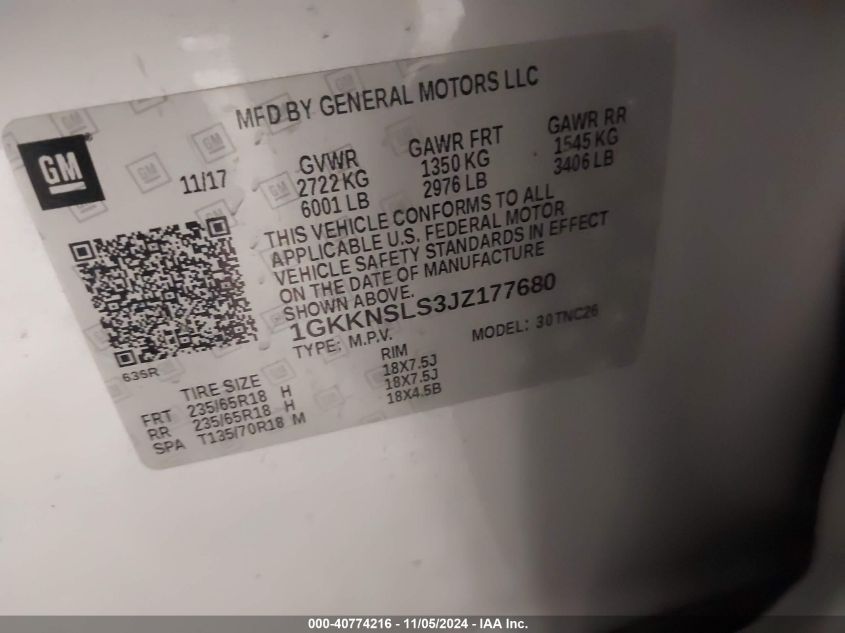 MFD BY GENERAL MOTORS LLC
GM
11/17
GVWR GAWR FRT GAWR RR
2722 KG 1350 KG 1545 KG
6001 LB 2976 LB 3406 LB
THIS VEHICLE CONFORMS TO ALL
APPLICABLE U.S. FEDERAL MOTOR
VEHICLE SAFETY STANDARDS IN EFFECT
ON THE DATE OF MANUFACTURE
SHOWN ABOVE.
1GKKNSLS3JZ177680
TYPE: M.P.V. MODEL: 30TNC26
635R
TIRE SIZE RIM
FRT 235/65R18 H 18X7.5J
RR 235/65R18 H 18X7.5J
SPA T135/70R18 M 18X4.5B
000-40774216 - 11/05/2024 - IAA Inc.